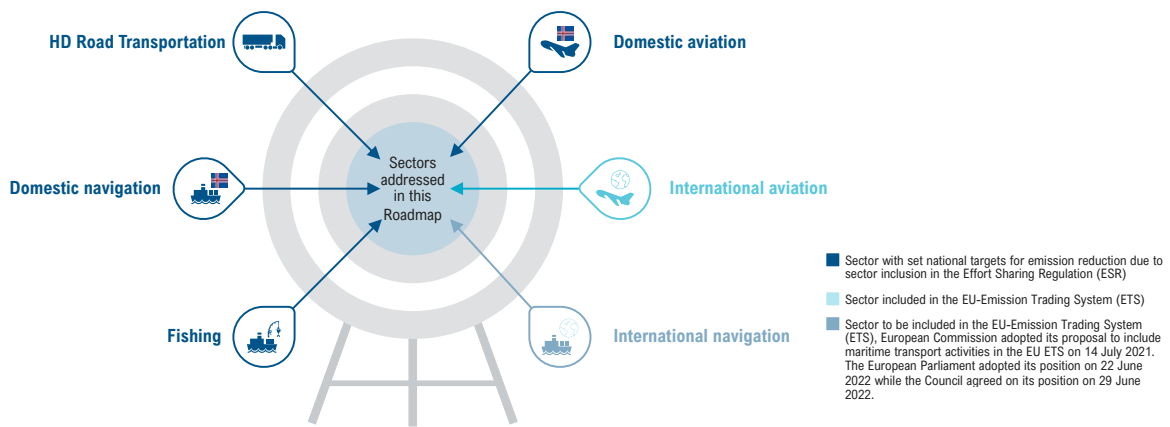 HD Road Transportation
Domestic aviation
Sectors
addressed
in this
Roadmap
Domestic navigation
International aviation
Fishing
International navigation
Sector with set national targets for emission reduction due to
sector inclusion in the Effort Sharing Regulation (ESR)
Sector included in the EU-Emission Trading System (ETS)
Sector to be included in the EU-Emission Trading System
(ETS), European Commission adopted its proposal to include
maritime transport activities in the EU ETS on 14 July 2021.
The European Parliament adopted its position on 22 June
2022 while the Council agreed on its position on 29 June
2022.